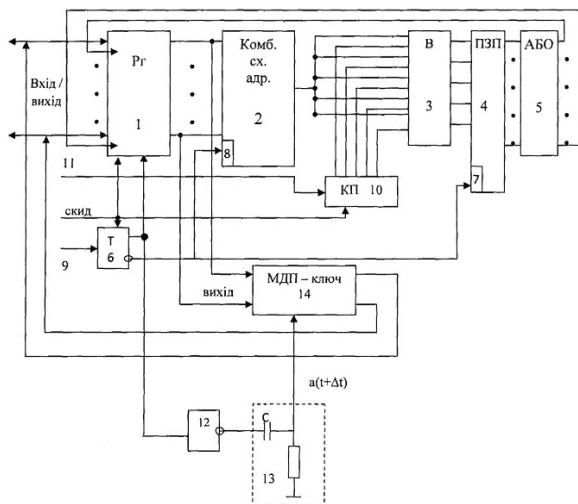 Рг
1
Комб.
сх.
адр.
2
8
В
3
ПЗП
4
7
АБО
5
Вхід /
вихід
11
КП 10
скид
Т
6
9
вихід
МДП – ключ
14
a(t+Δt)
12
C
13